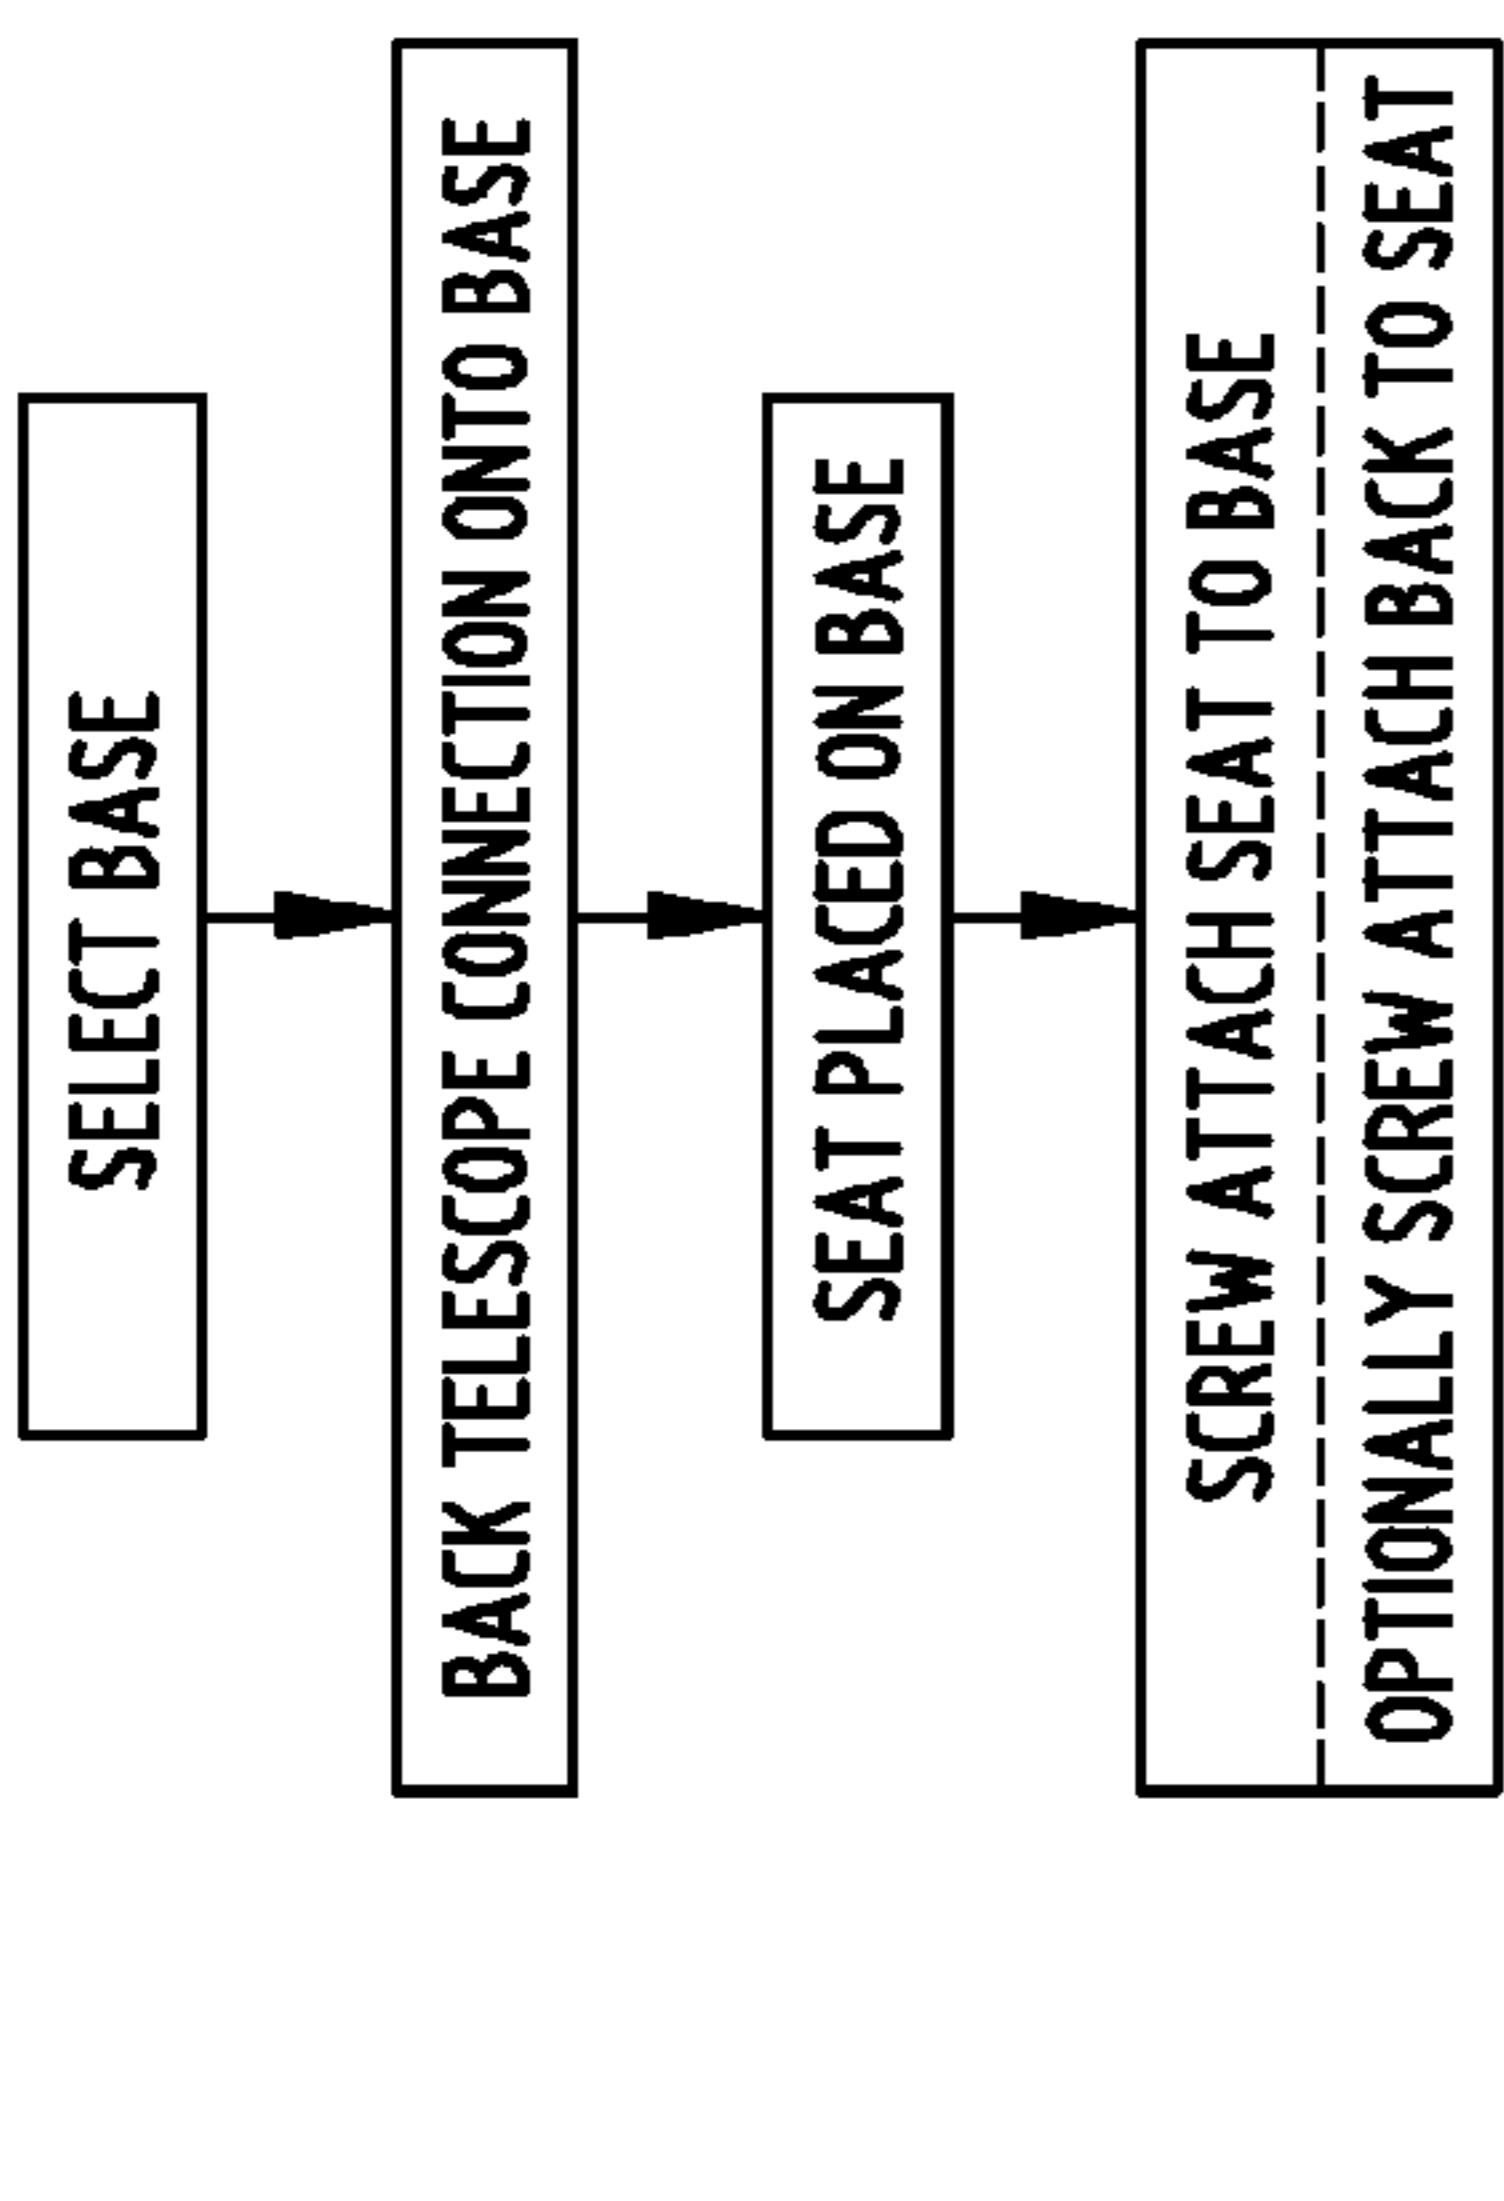 SELECT BASE
BACK TELESCOPE CONNECTION ONTO BASE
SEAT PLACED ON BASE
SCREW ATTACH SEAT TO BASE
OPTIONALLY SCREW ATTACH BACK TO SEAT